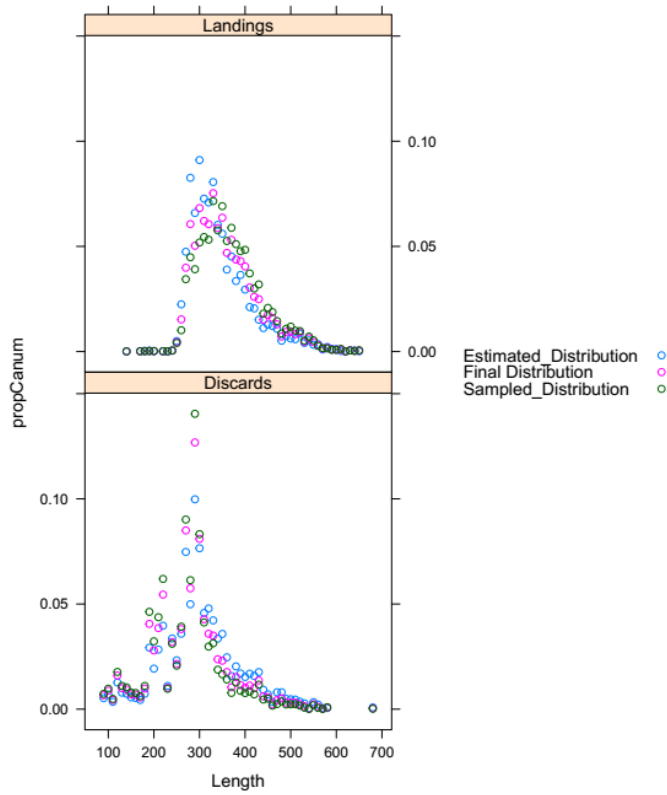 Landings
0.10
0.05
0.00
Discards
0.10
0.05
0.00
100 200 300 400 500 600 700
Length
propCanum
Estimated_Distribution
Final Distribution
Sampled_Distribution